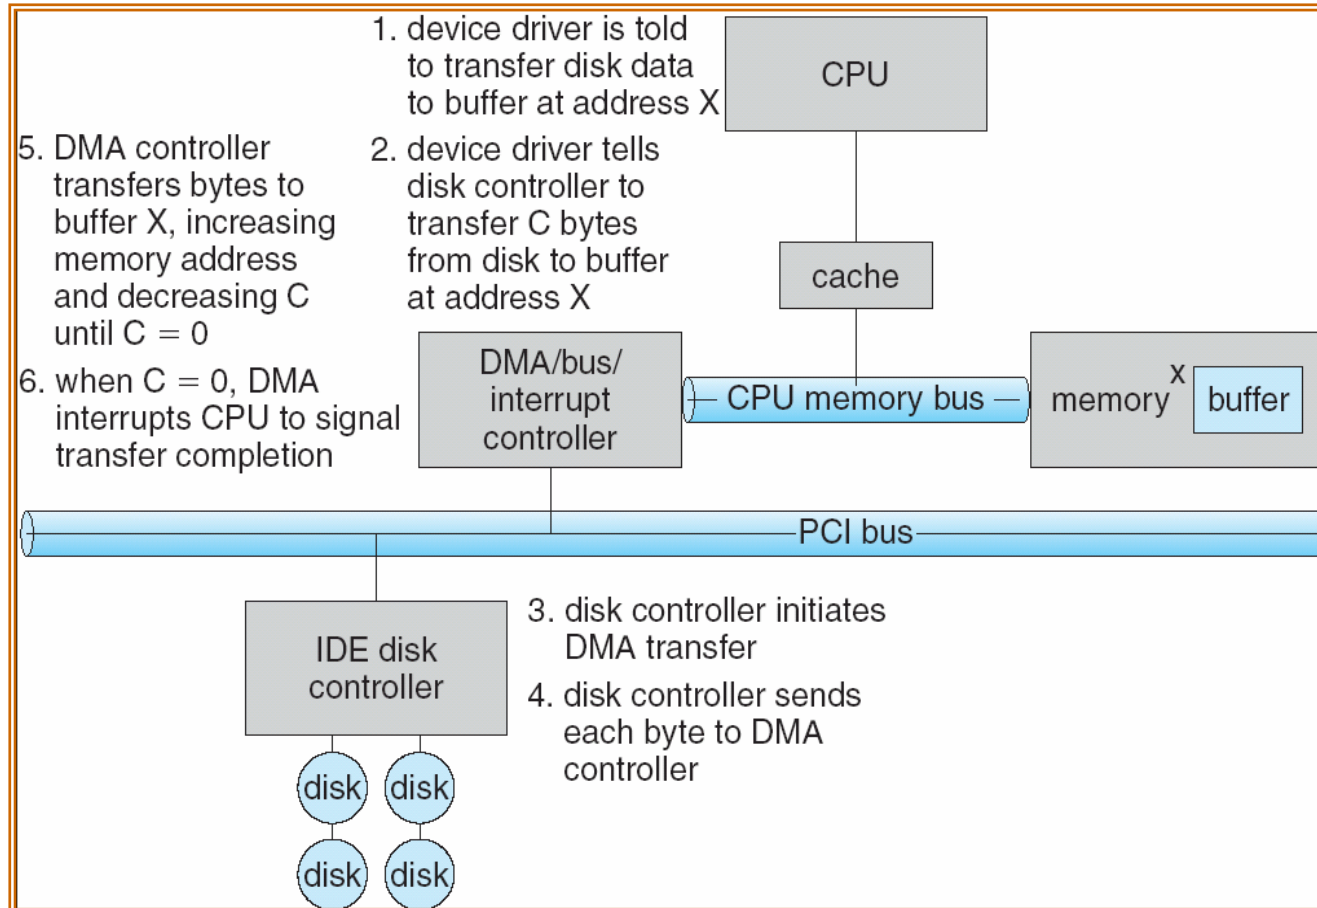 1. device driver is told
to transfer disk data
to buffer at address X
CPU
5. DMA controller
transfers bytes to
buffer X, increasing
memory address
and decreasing C
until C = 0
2. device driver tells
disk controller to
transfer C bytes
from disk to buffer
at address X
cache
6. when C = 0, DMA
interrupts CPU to signal
transfer completion
DMA/bus/
interrupt
controller
CPU memory bus
memory
X
buffer
PCI bus
IDE disk
controller
3. disk controller initiates
DMA transfer
4. disk controller sends
each byte to DMA
controller
disk
disk
disk
disk